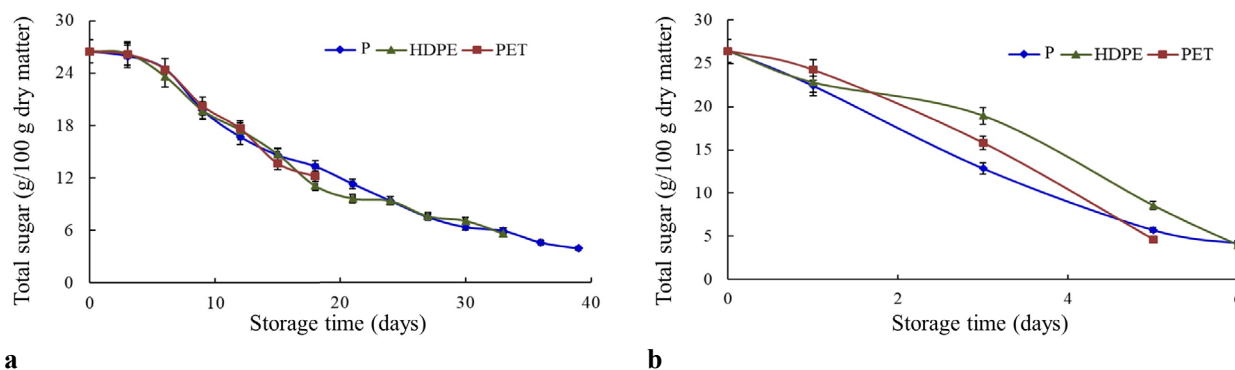 30
24
18
12
6
0
Total sugar (g/100 g dry matter)
P HDPE PET
0 10 20 30 40
Storage time (days)
a
30
25
20
15
10
5
0
Total sugar (g/100 g dry matter)
P HDPE PET
0 2 4
Storage time (days)
b